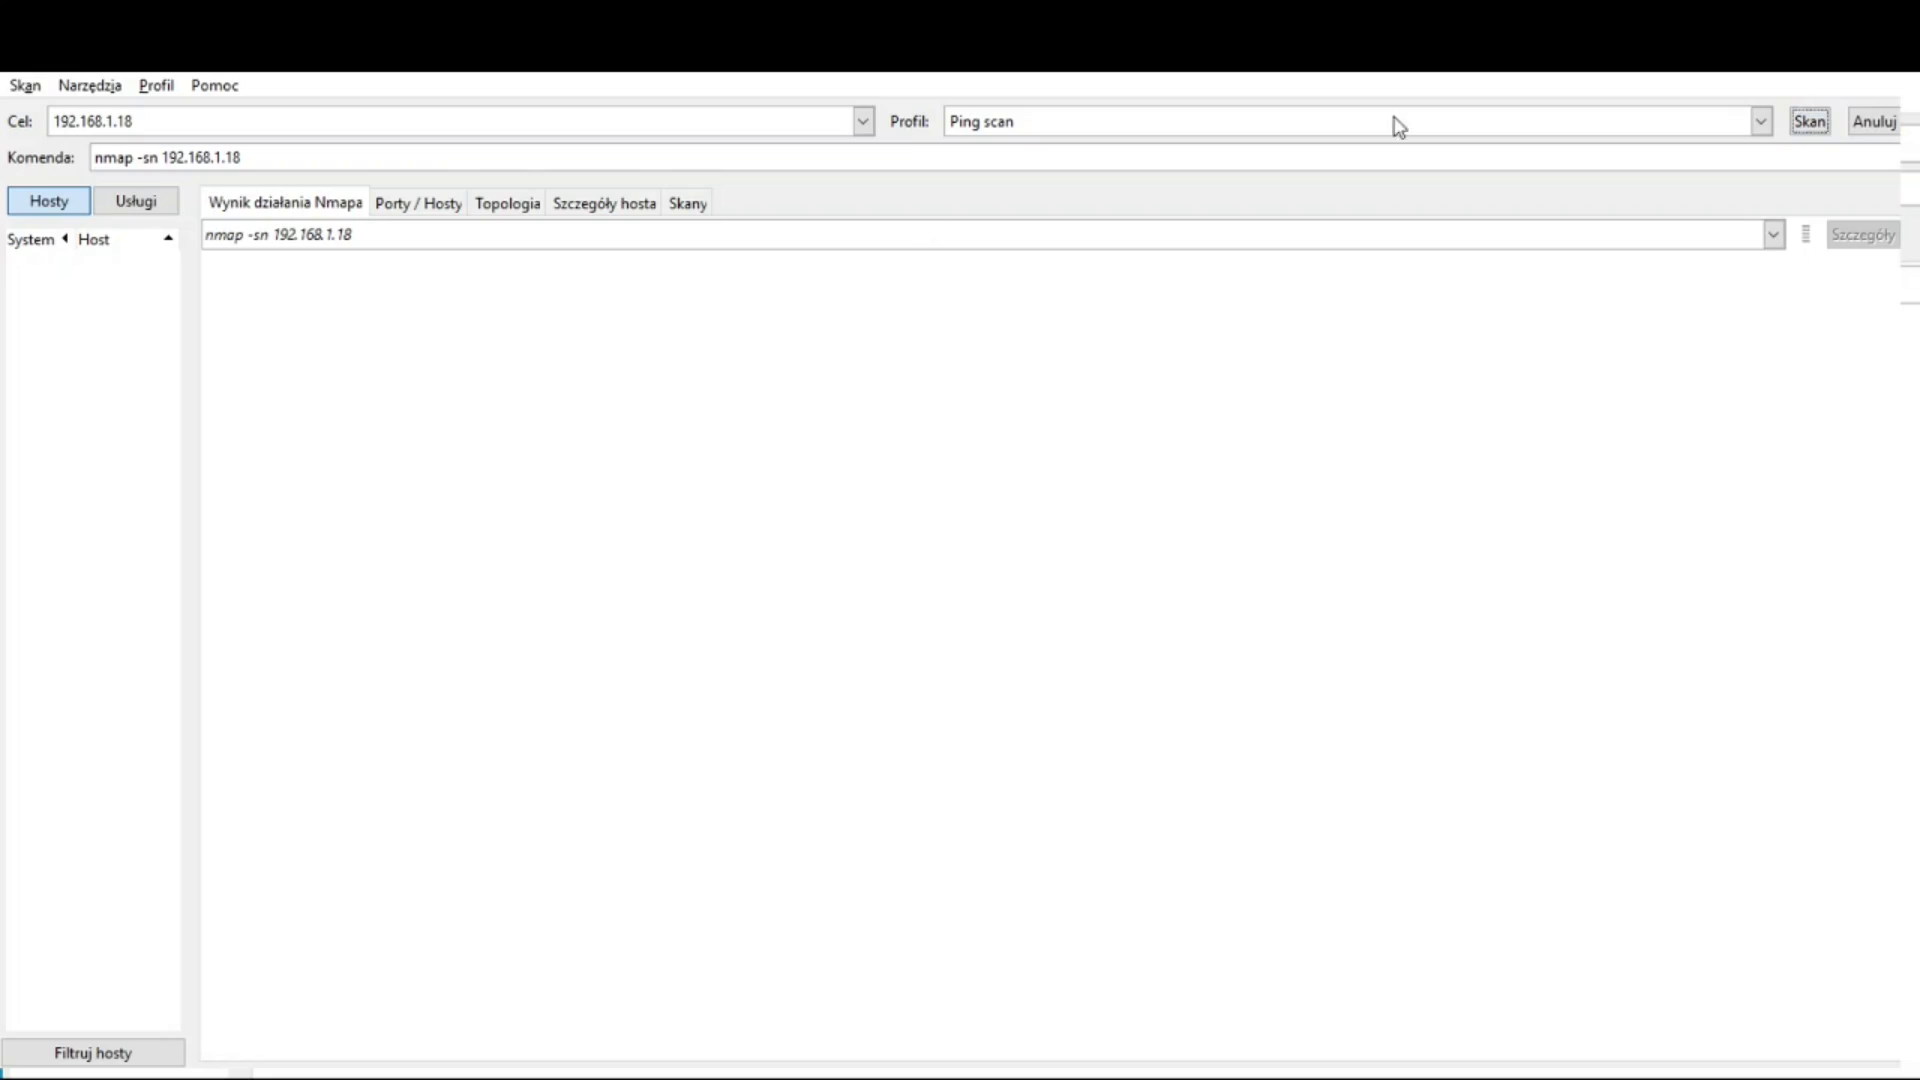 Skan Narzędzia Profil Pomoc
Cel: 192.168.1.18 Profil: Ping scan Skan Anuluj
Komenda: nmap -sn 192.168.1.18
Hosty Usługi Wynik działania Nmapa Porty / Hosty Topologia Szczegóły hosta Skany
System Host nmap -sn 192.168.1.18 Szczegóły
Filtruj hosty